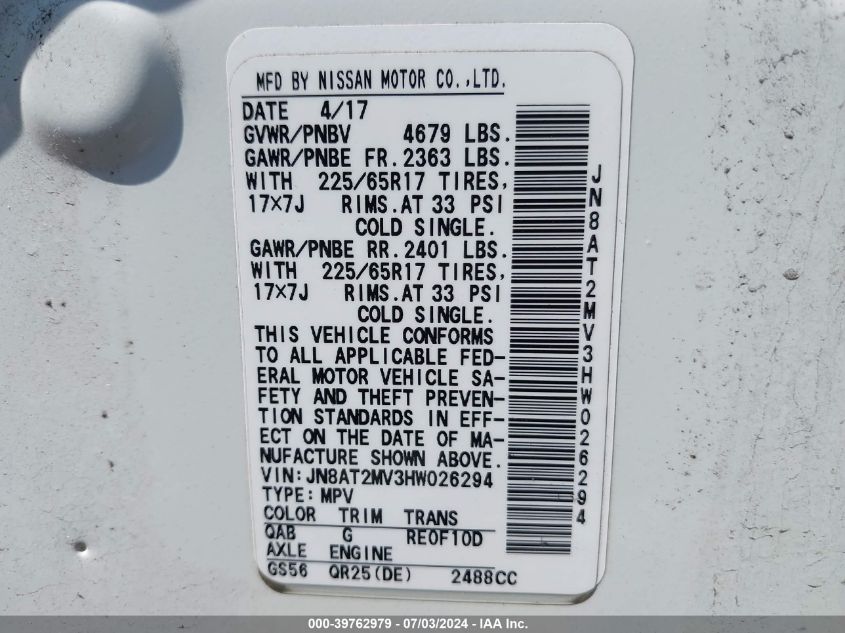 MFD BY NISSAN MOTOR CO.,LTD.
DATE 4/17
GVWR/PNBV 4679 LBS.
GAWR/PNBE FR. 2363 LBS.
WITH 225/65R17 TIRES,
17×7J RIMS. AT 33 PSI
COLD SINGLE.
GAWR/PNBE RR. 2401 LBS.
WITH 225/65R17 TIRES,
17×7J RIMS. AT 33 PSI
COLD SINGLE.
THIS VEHICLE CONFORMS
TO ALL APPLICABLE FED-
ERAL MOTOR VEHICLE SA-
FETY AND THEFT PREVEN-
TION STANDARDS IN EFF-
ECT ON THE DATE OF MA-
NUFACTURE SHOWN ABOVE.
VIN:JN8AT2MV3HW026294
TYPE:MPV
COLOR TRIM TRANS
QAB G RE0F10D
AXLE ENGINE
GS56 QR25(DE) 2488CC
JN8AT2MV3HW026294
000-39762979 - 07/03/2024 - IAA Inc.